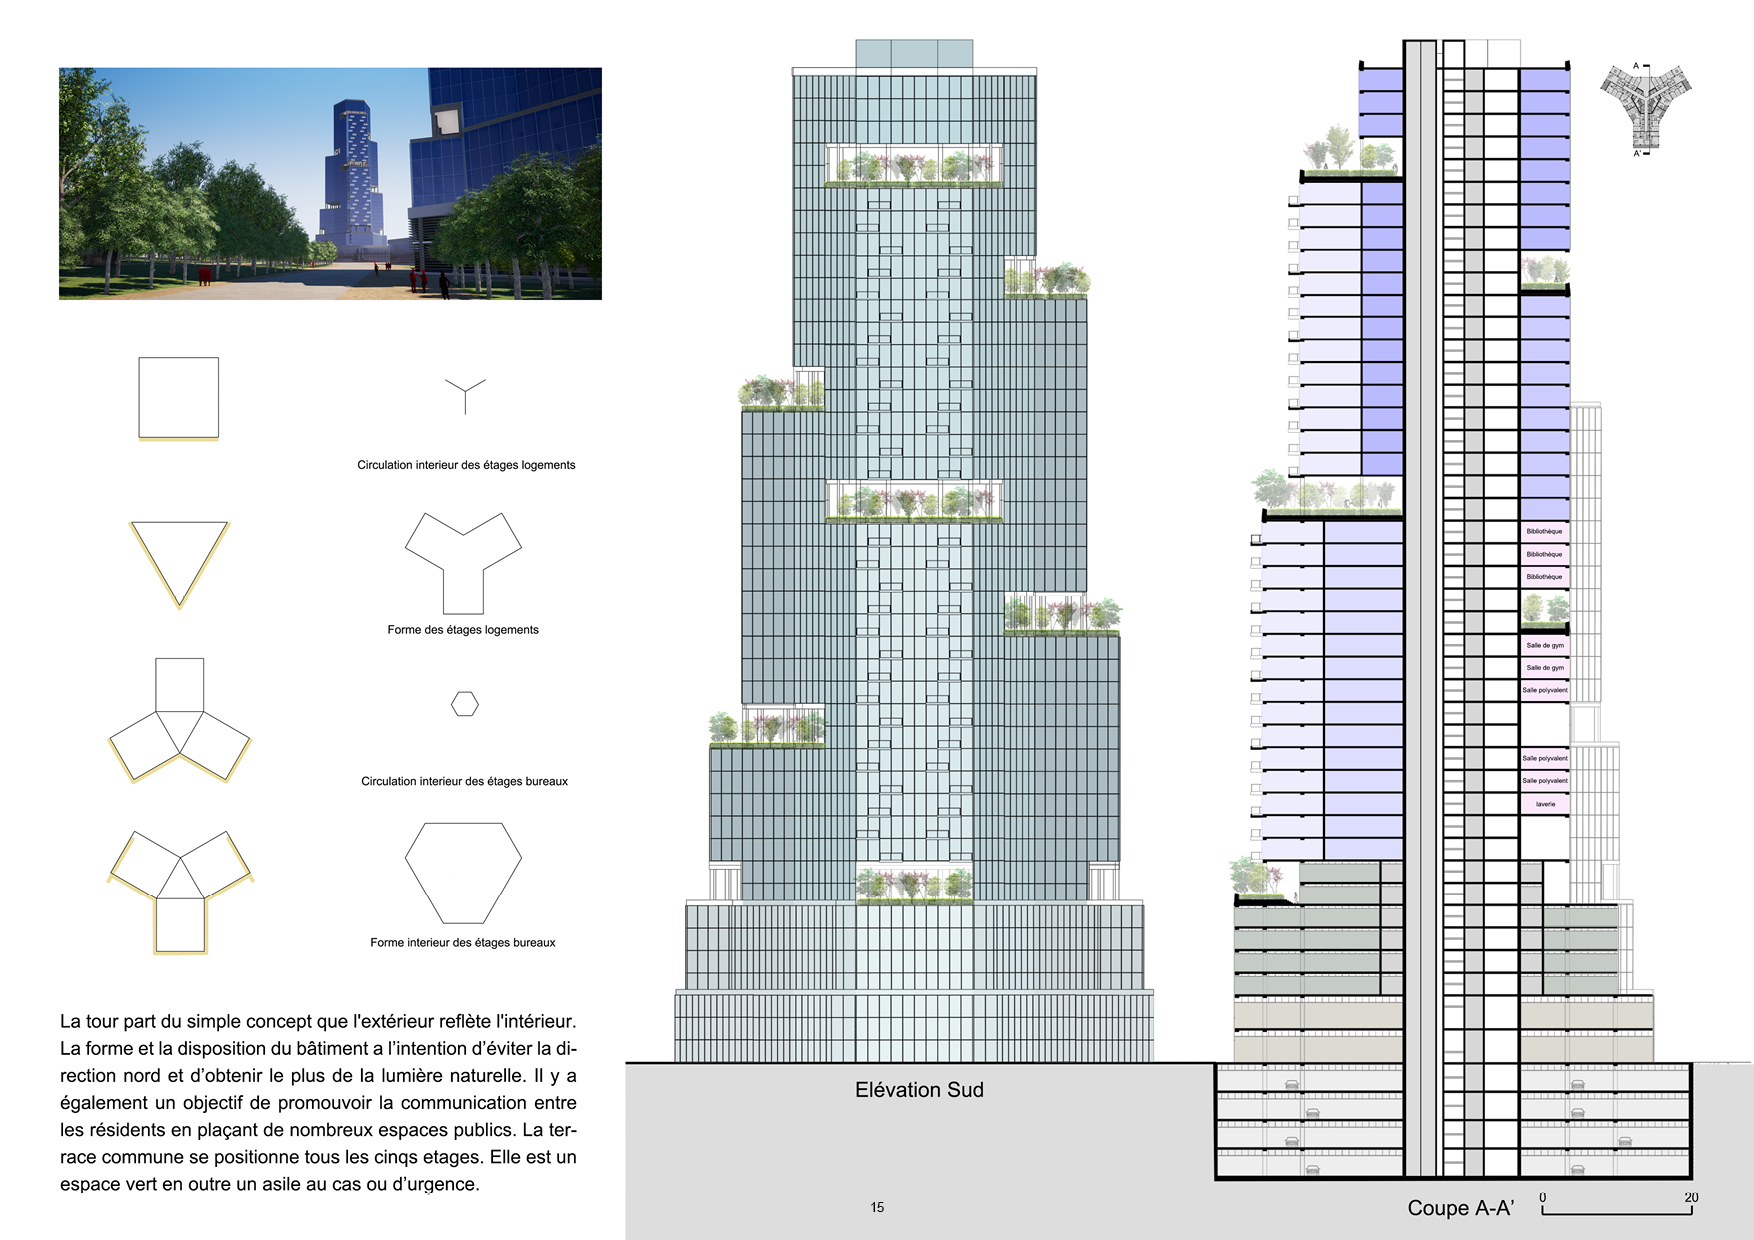 Circulation interieur des étages logements
Forme des étages logements
Circulation interieur des étages bureaux
Forme interieur des étages bureaux
La tour part du simple concept que l'extérieur reflète l'intérieur.
La forme et la disposition du bâtiment a l’intention d’éviter la di-
rection nord et d’obtenir le plus de la lumière naturelle. Il y a
également un objectif de promouvoir la communication entre
les résidents en plaçant de nombreux espaces publics. La ter-
race commune se positionne tous les cinqs etages. Elle est un
espace vert en outre un asile au cas ou d’urgence.
Elévation Sud
15
A
A'
Bibliothèque
Bibliothèque
Bibliothèque
Salle de gym
Salle de gym
Salle polyvalent
Salle polyvalent
Salle polyvalent
laverie
Coupe A-A’
0 20